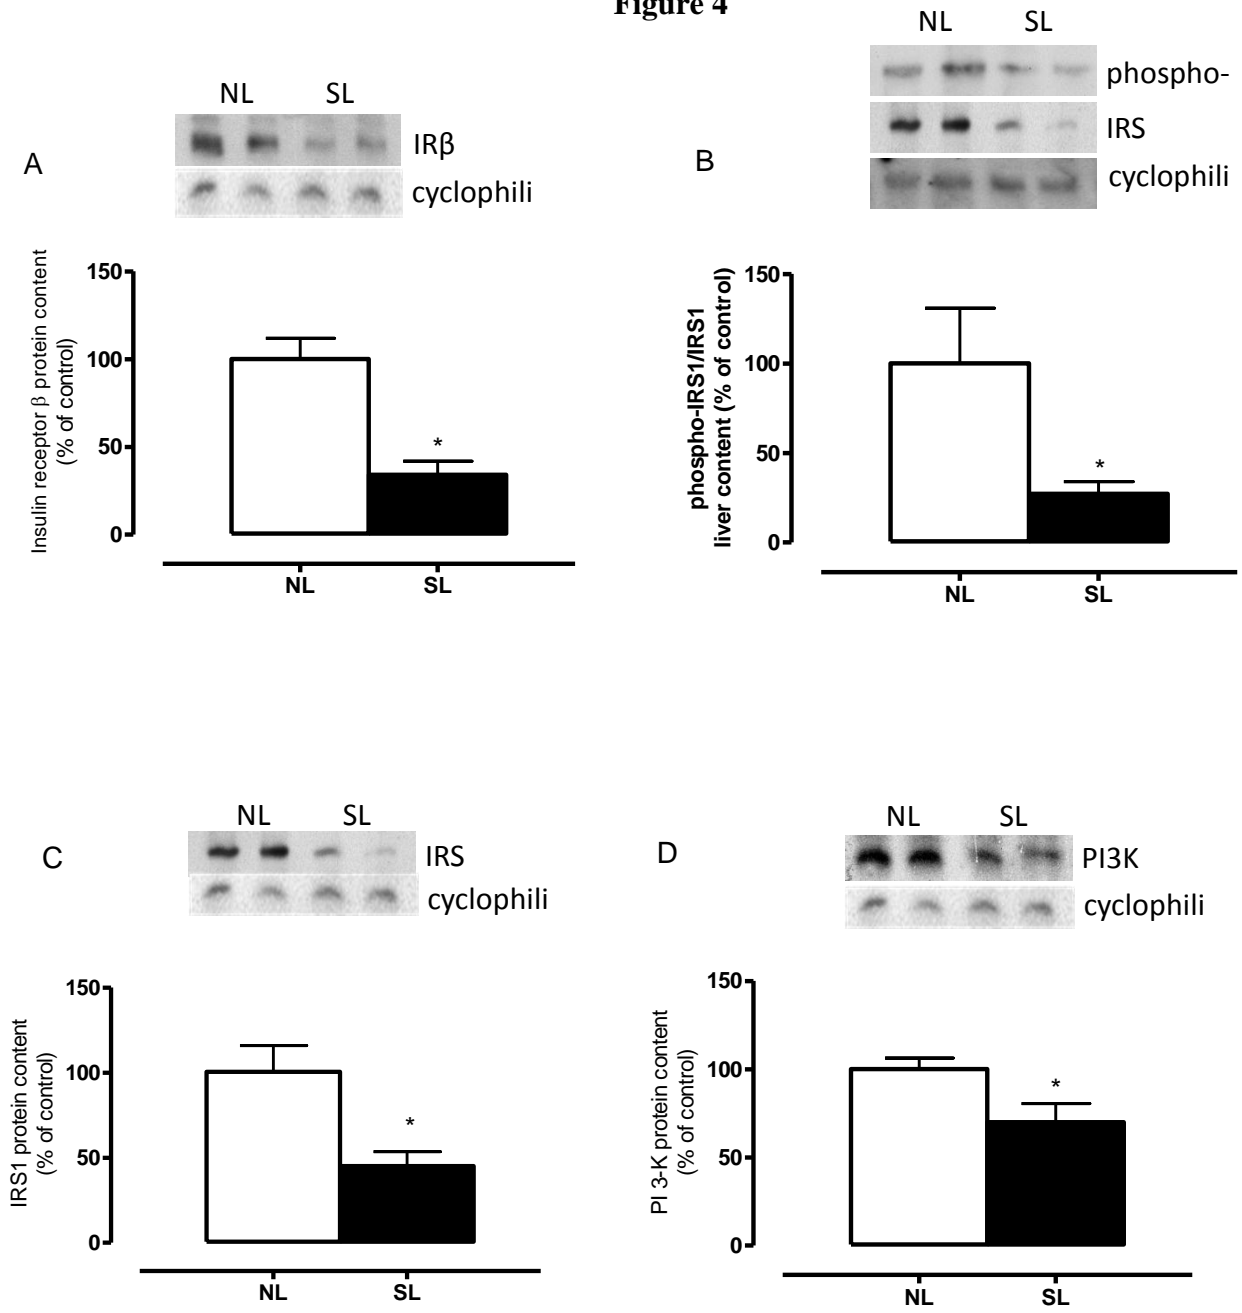 Figure 4
NL SL
IRβ
cyclophili
A
Insulin receptor β protein content
(% of control)
150
100
50
0
*
NL SL
NL SL
phospho-
IRS
cyclophili
B
phospho-IRS1/IRS1
liver content (% of control)
150
100
50
0
*
NL SL
NL SL
IRS
cyclophili
C
IRS1 protein content
(% of control)
150
100
50
0
*
NL SL
NL SL
PI3K
cyclophili
D
PI 3-K protein content
(% of control)
150
100
50
0
*
NL SL